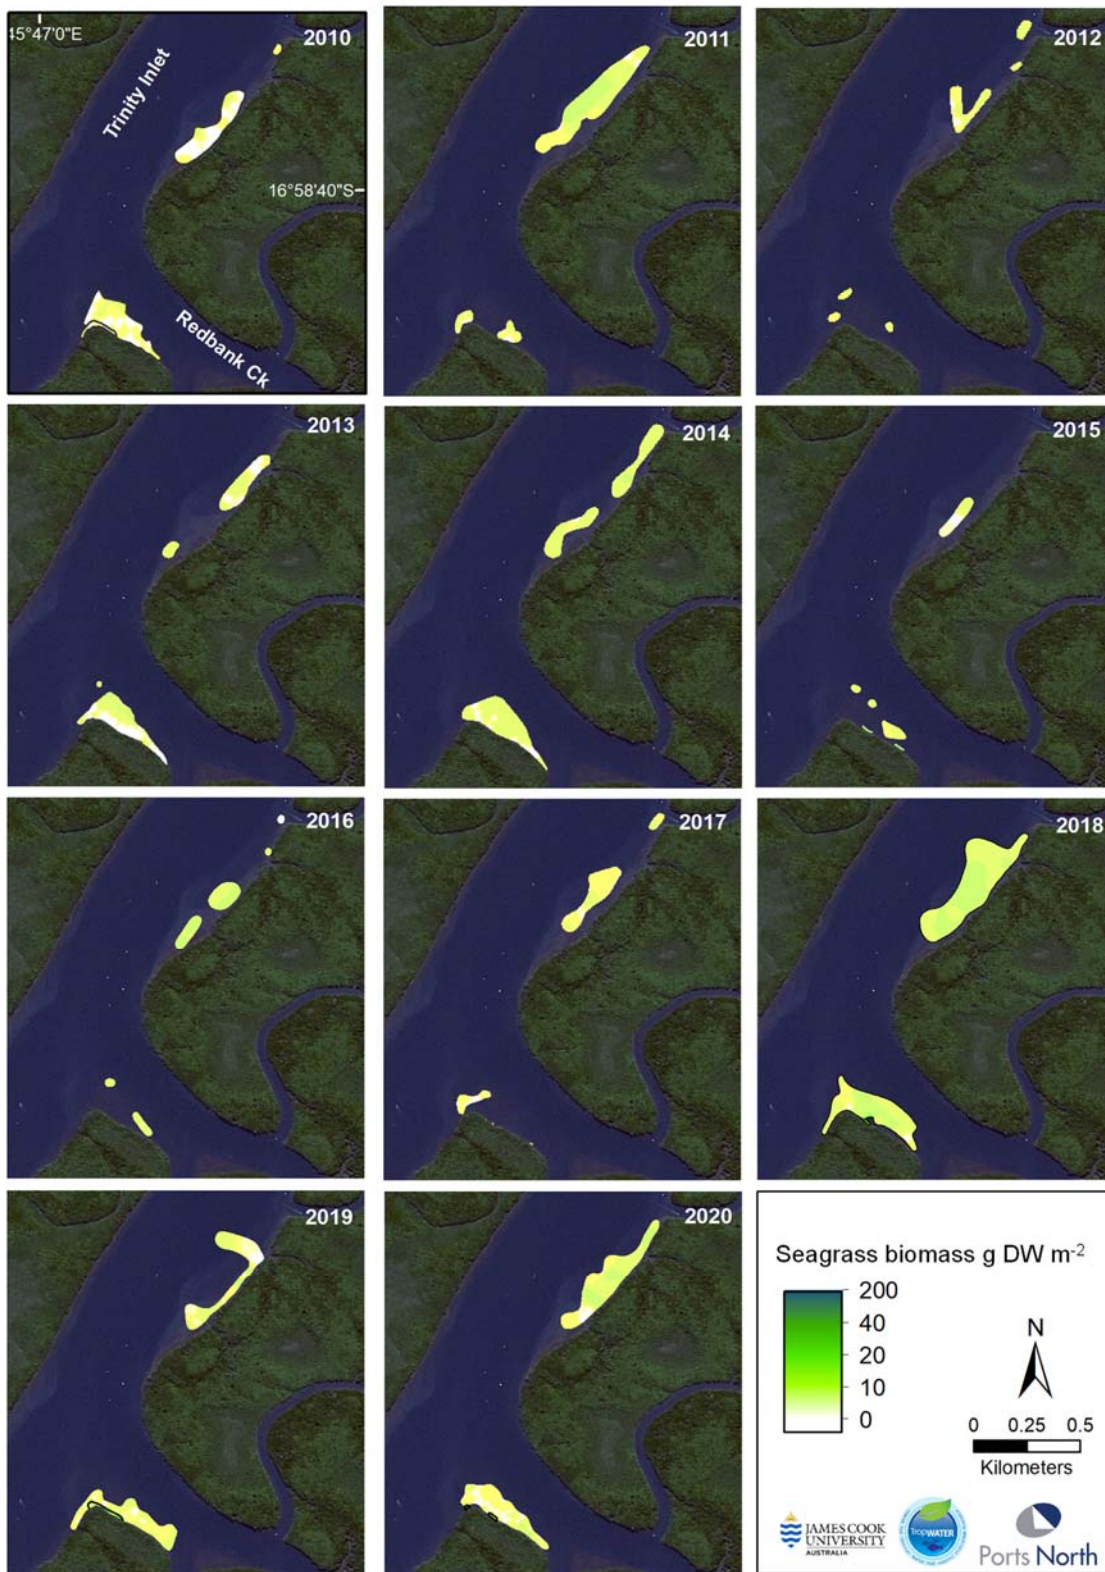 45°47'0"E
2010
2011
2012
Trinity Inlet
16°58'40"S
Redbank Ck
2013
2014
2015
2016
2017
2018
2019
2020
Seagrass biomass g DW m⁻²
200
40
20
10
0
N
0 0.25 0.5
Kilometers
JAMES COOK
UNIVERSITY
AUSTRALIA
TropWATER
Ports North